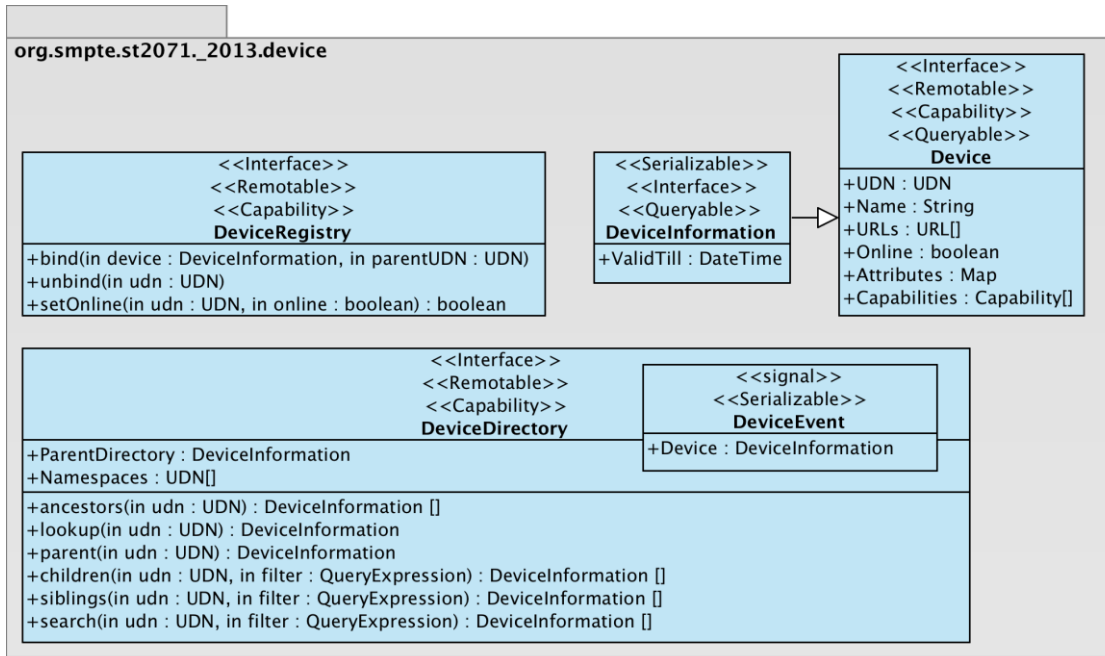 org.smpte.st2071._2013.device
<<Interface>>
<<Remotable>>
<<Capability>>
<<Queryable>>
Device
+UDN : UDN
+Name : String
+URLs : URL[]
+Online : boolean
+Attributes : Map
+Capabilities : Capability[]
<<Interface>>
<<Remotable>>
<<Capability>>
DeviceRegistry
+bind(in device : DeviceInformation, in parentUDN : UDN)
+unbind(in udn : UDN)
+setOnline(in udn : UDN, in online : boolean) : boolean
<<Serializable>>
<<Interface>>
<<Queryable>>
DeviceInformation
+ValidTill : DateTime
<<Interface>>
<<Remotable>>
<<Capability>>
DeviceDirectory
+ParentDirectory : DeviceInformation
+Namespaces : UDN[]
<<signal>>
<<Serializable>>
DeviceEvent
+Device : DeviceInformation
+ancestors(in udn : UDN) : DeviceInformation []
+lookup(in udn : UDN) : DeviceInformation
+parent(in udn : UDN) : DeviceInformation
+children(in udn : UDN, in filter : QueryExpression) : DeviceInformation []
+siblings(in udn : UDN, in filter : QueryExpression) : DeviceInformation []
+search(in udn : UDN, in filter : QueryExpression) : DeviceInformation []